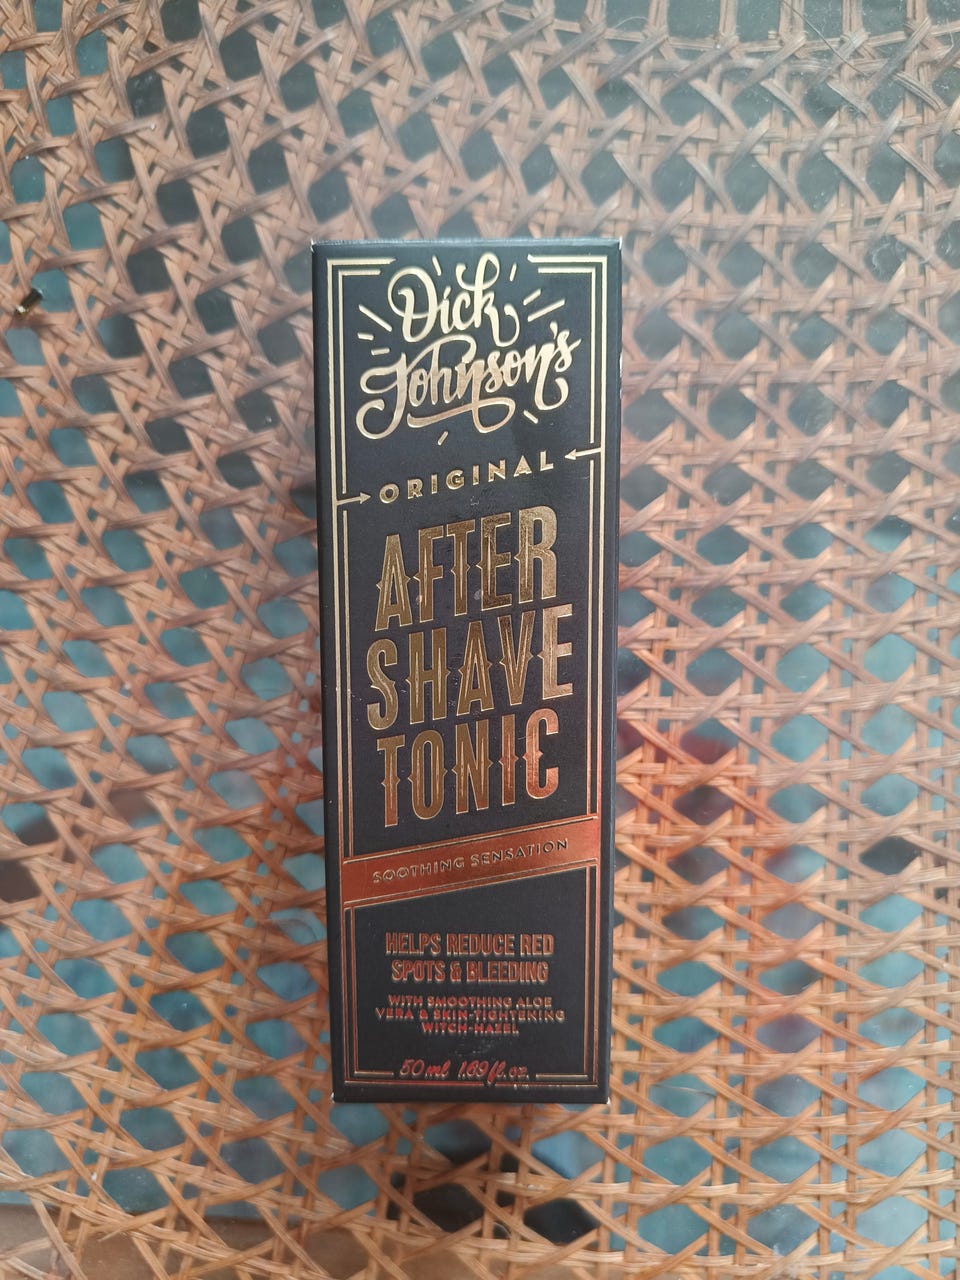 Dick
Johnson's
ORIGINAL
AFTER
SHAVE
TONIC
SOOTHING SENSATION
HELPS REDUCE RED
SPOTS & BLEEDING
WITH SMOOTHING ALOE
VERA & SKIN-TIGHTENING
WITCH-HAZEL
50 ml 1.69 fl. oz.